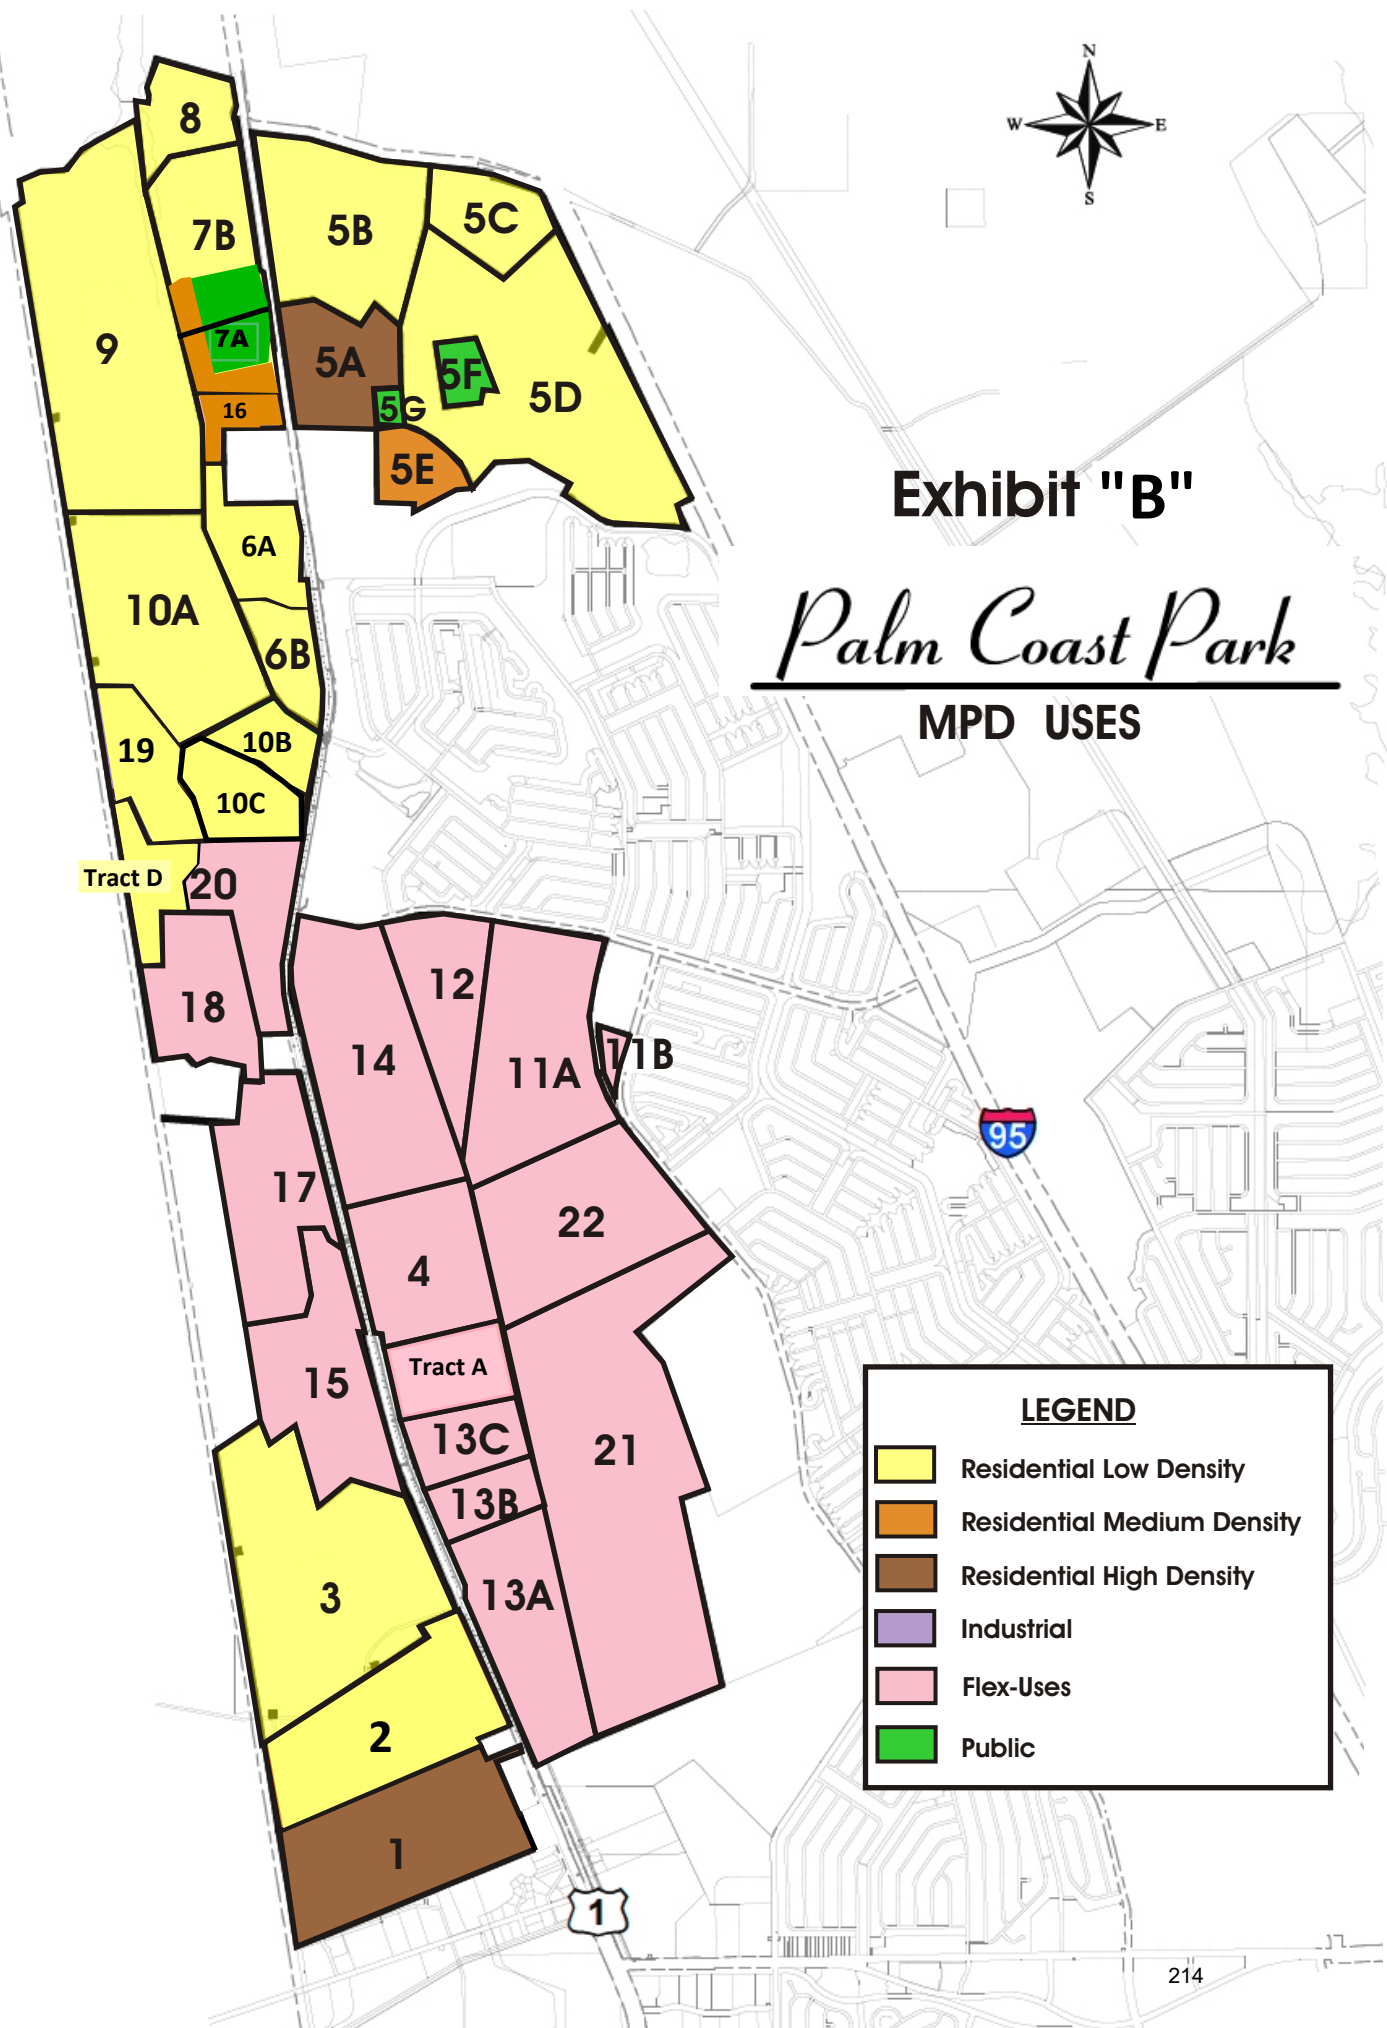 N
W E
S
8
7B
5B
5C
9
7A
5A
5F
5D
5G
16
5E
Exhibit "B"
6A
10A
Palm Coast Park
6B
MPD USES
19
10B
10C
Tract D
20
12
18
14
11A
11B
95
17
22
4
Tract A
15
13C
21
13B
3
13A
2
1
LEGEND
Residential Low Density
Residential Medium Density
Residential High Density
Industrial
Flex-Uses
Public
1
214